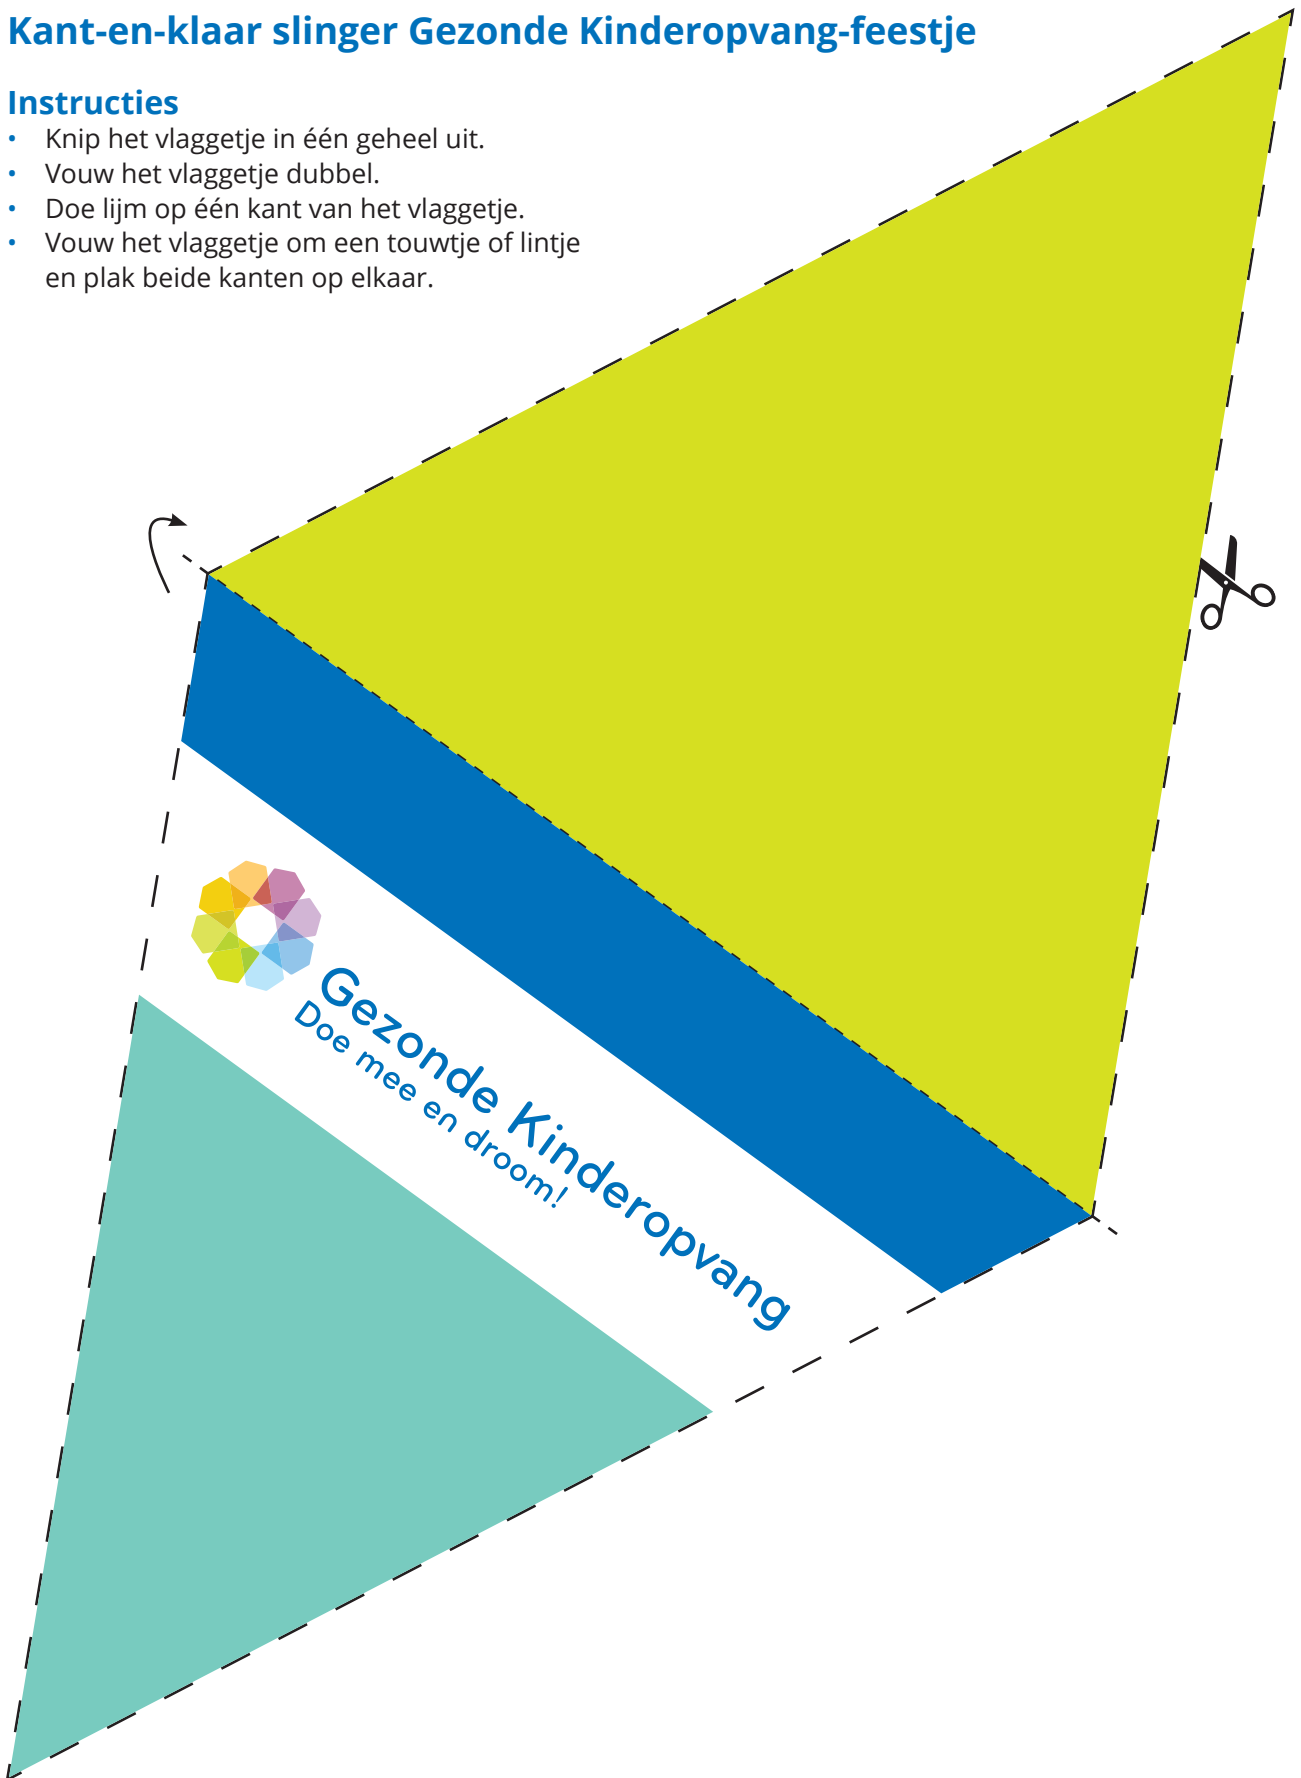 Kant-en-klaar slinger Gezonde Kinderopvang-feestje
Instructies
• Knip het vlaggetje in één geheel uit.
• Vouw het vlaggetje dubbel.
• Doe lijm op één kant van het vlaggetje.
• Vouw het vlaggetje om een touwtje of lintje
en plak beide kanten op elkaar.
Gezonde Kinderopvang
Doe mee en droom!